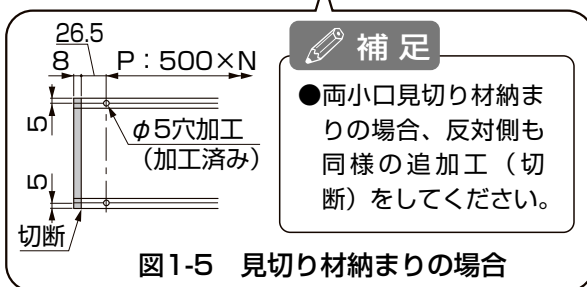 26.5
8 P:500×N
5
φ5穴加工
(加工済み)
5
切断
補足
●両小口見切り材納ま
りの場合、反対側も
同様の追加工（切
断）をしてください。
図1-5 見切り材納まりの場合